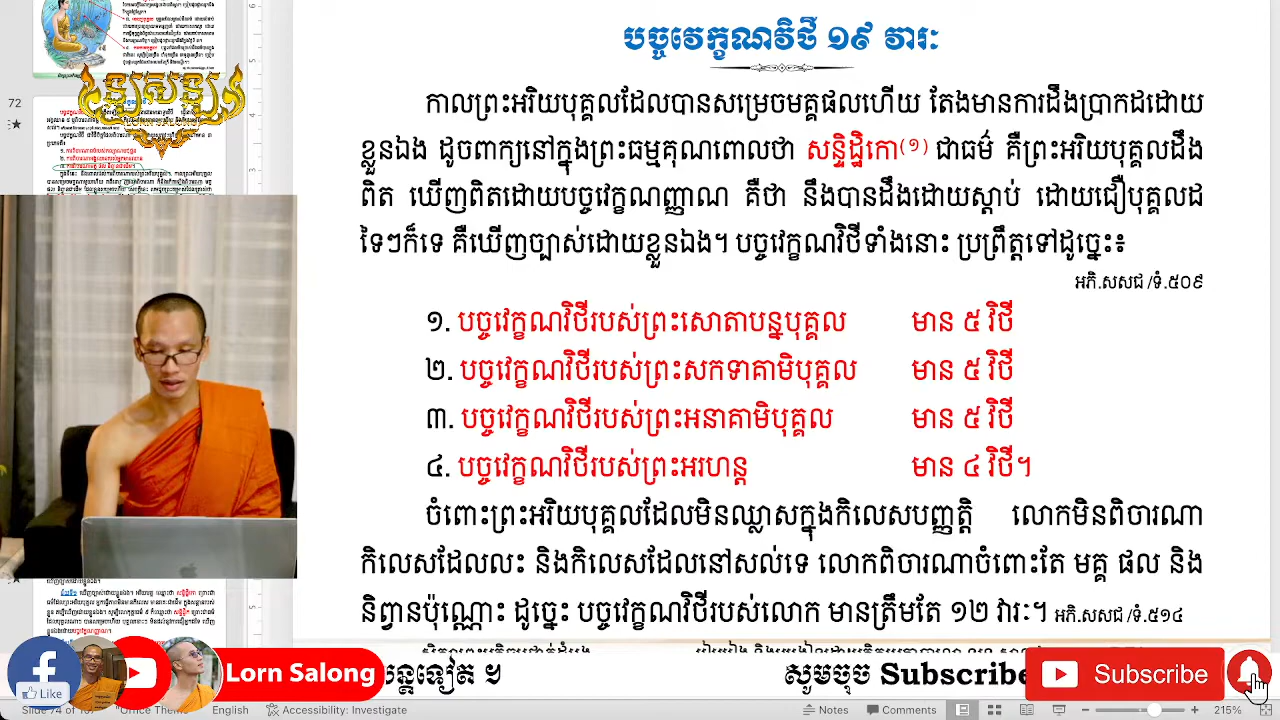 បច្ចវេក្ខណវិថី ១៩ វារៈ
កាលព្រះអរិយបុគ្គលដែលបានសម្រេចមគ្គផលហើយ តែងមានការដឹងប្រាកដដោយ
ខ្លួនឯង ដូចពាក្យនៅក្នុងព្រះធម្មគុណពោលថា សន្ទិដ្ឋិកោ(១) ជាធម៌ គឺព្រះអរិយបុគ្គលដឹង
ពិត ឃើញពិតដោយបច្ចវេក្ខណញ្ញាណ គឺថា នឹងបានដឹងដោយស្តាប់ ដោយជឿបុគ្គលដ
ទៃៗក៏ទេ គឺឃើញច្បាស់ដោយខ្លួនឯង។ បច្ចវេក្ខណវិថីទាំងនោះ ប្រព្រឹត្តទៅដូច្នេះ៖
អភិ.សសជ /ទំ.៥០៩
១. បច្ចវេក្ខណវិថីរបស់ព្រះសោតាបន្នបុគ្គល មាន ៥ វិថី
២. បច្ចវេក្ខណវិថីរបស់ព្រះសកទាគាមិបុគ្គល មាន ៥ វិថី
៣. បច្ចវេក្ខណវិថីរបស់ព្រះអនាគាមិបុគ្គល មាន ៥ វិថី
៤. បច្ចវេក្ខណវិថីរបស់ព្រះអរហន្ត មាន ៤ វិថី។
ចំពោះព្រះអរិយបុគ្គលដែលមិនឈ្លាសក្នុងកិលេសបញ្ញត្តិ លោកមិនពិចារណា
កិលេសដែលលះ និងកិលេសដែលនៅសល់ទេ លោកពិចារណាចំពោះតែ មគ្គ ផល និង
និព្វានប៉ុណ្ណោះ ដូច្នេះ បច្ចវេក្ខណវិថីរបស់លោក មានត្រឹមតែ ១២ វារៈ។ អភិ.សសជ /ទំ.៥១៤
72
Like
Lorn Salong
សូមចុច Subscribe
Subscribe
Slide 74 of 107
Office Theme
English
Accessibility: Investigate
Notes
Comments
215%